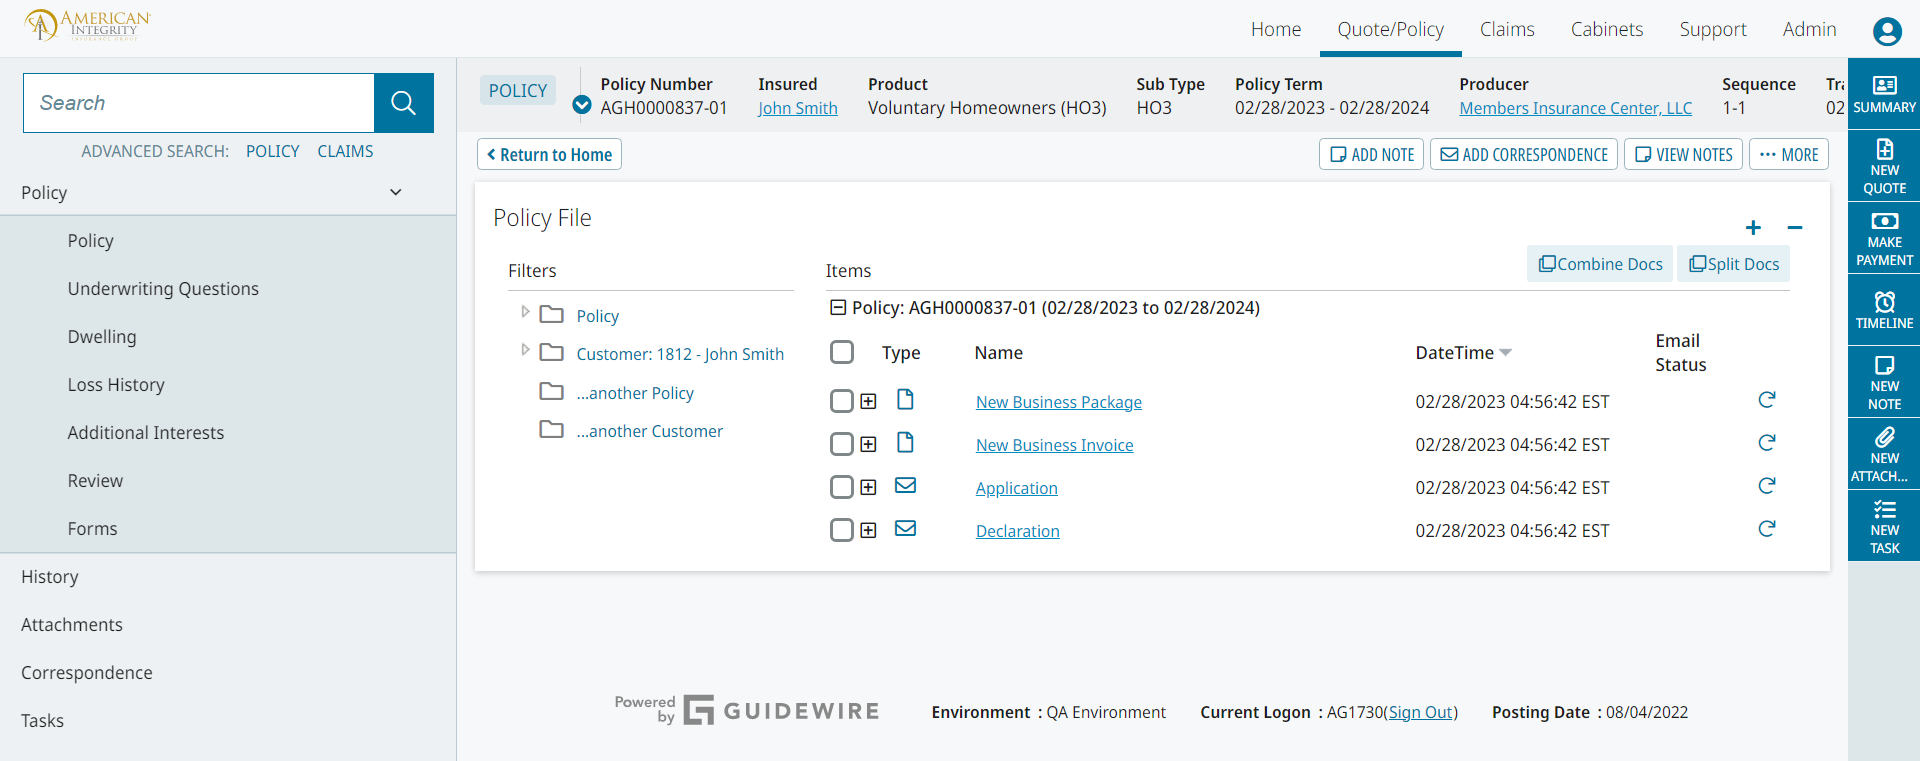 AMERICAN
INTEGRITY
INSURANCE GROUP
Home
Quote/Policy
Claims
Cabinets
Support
Admin
Search
ADVANCED SEARCH: POLICY CLAIMS
Policy
Policy
Underwriting Questions
Dwelling
Loss History
Additional Interests
Review
Forms
History
Attachments
Correspondence
Tasks
POLICY
Policy Number
AGH0000837-01
Insured
John Smith
Product
Voluntary Homeowners (HO3)
Sub Type
HO3
Policy Term
02/28/2023 - 02/28/2024
Producer
Members Insurance Center, LLC
Sequence
1-1
Tra
02
Return to Home
ADD NOTE
ADD CORRESPONDENCE
VIEW NOTES
··· MORE
Policy File
Filters
Policy
Customer: 1812 - John Smith
...another Policy
...another Customer
Items
Combine Docs
Split Docs
Policy: AGH0000837-01 (02/28/2023 to 02/28/2024)
Type
Name
DateTime
Email
Status
New Business Package 02/28/2023 04:56:42 EST
New Business Invoice 02/28/2023 04:56:42 EST
Application 02/28/2023 04:56:42 EST
Declaration 02/28/2023 04:56:42 EST
SUMMARY
NEW
QUOTE
MAKE
PAYMENT
TIMELINE
NEW
NOTE
NEW
ATTACH...
NEW
TASK
Powered
by
GUIDEWIRE
Environment : QA Environment
Current Logon : AG1730(Sign Out)
Posting Date : 08/04/2022